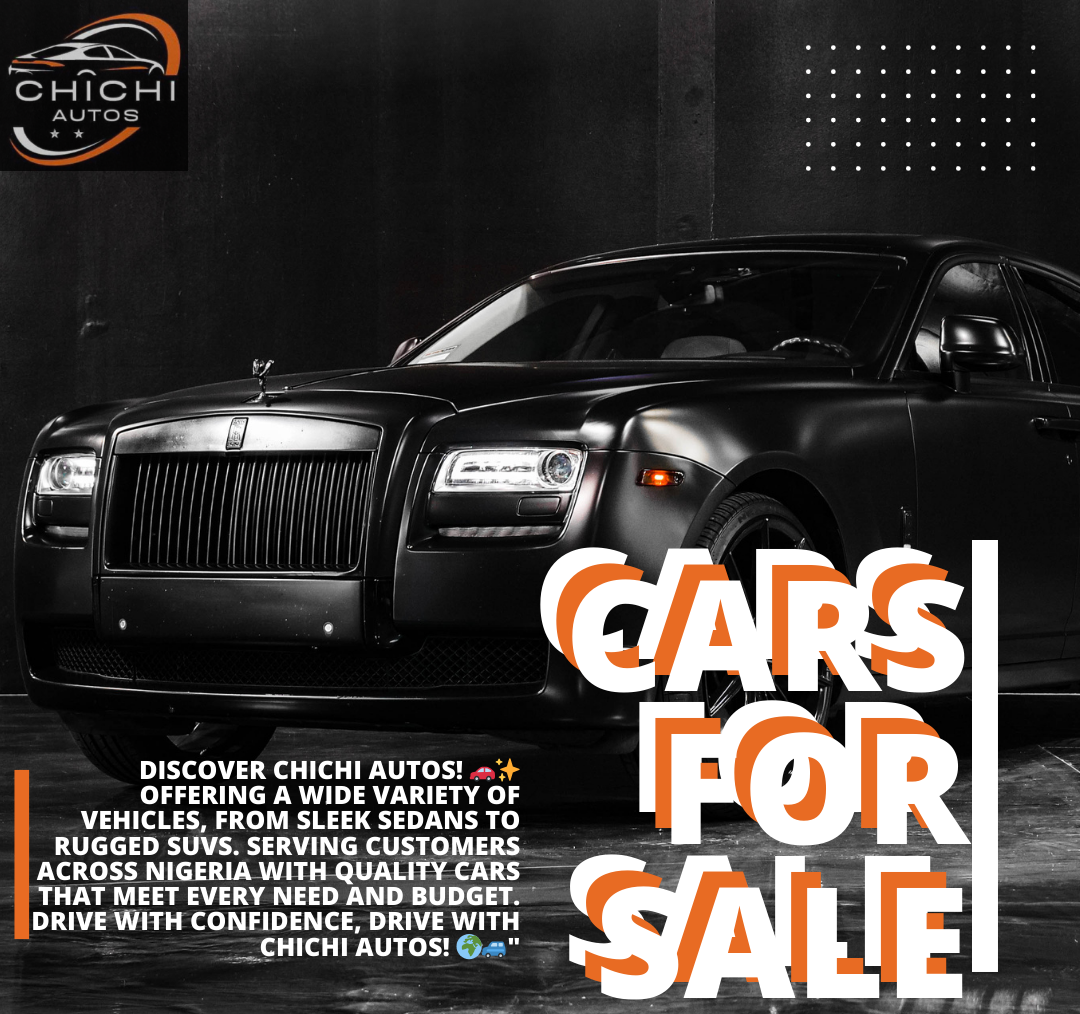 CHICHI
AUTOS
CARS
FOR
SALE
DISCOVER CHICHI AUTOS! 🚗✨
OFFERING A WIDE VARIETY OF
VEHICLES, FROM SLEEK SEDANS TO
RUGGED SUVS. SERVING CUSTOMERS
ACROSS NIGERIA WITH QUALITY CARS
THAT MEET EVERY NEED AND BUDGET.
DRIVE WITH CONFIDENCE, DRIVE WITH
CHICHI AUTOS! 🌍🚙"